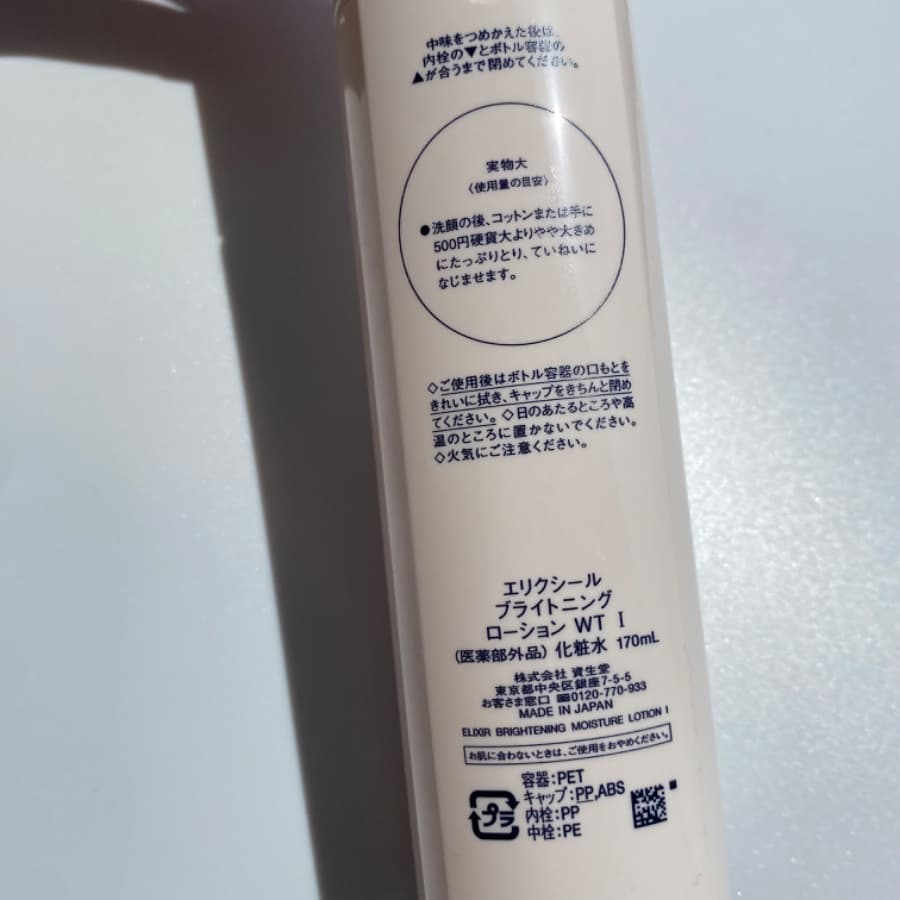 中味をつめかえた後は、
内栓の▼とボトル容器の
▲が合うまで閉めてください。
実物大
〈使用量の目安〉
●洗顔の後、コットンまたは手に
500円硬貨大よりやや大きめ
にたっぷりとり、ていねいに
なじませます。
◇ご使用後はボトル容器の口もとを
きれいに拭き、キャップをきちんと閉め
てください。◇日のあたるところや高
温のところに置かないでください。
◇火気にご注意ください。
エリクシール
ブライトニング
ローション WT I
(医薬部外品) 化粧水 170mL
株式会社 資生堂
東京都中央区銀座7-5-5
お客さま窓口 0120-770-933
MADE IN JAPAN
ELIXIR BRIGHTENING MOISTURE LOTION I
お肌に合わないときは、ご使用をおやめください。
容器:PET
キャップ:PP,ABS
内栓:PP
中栓:PE
プラ